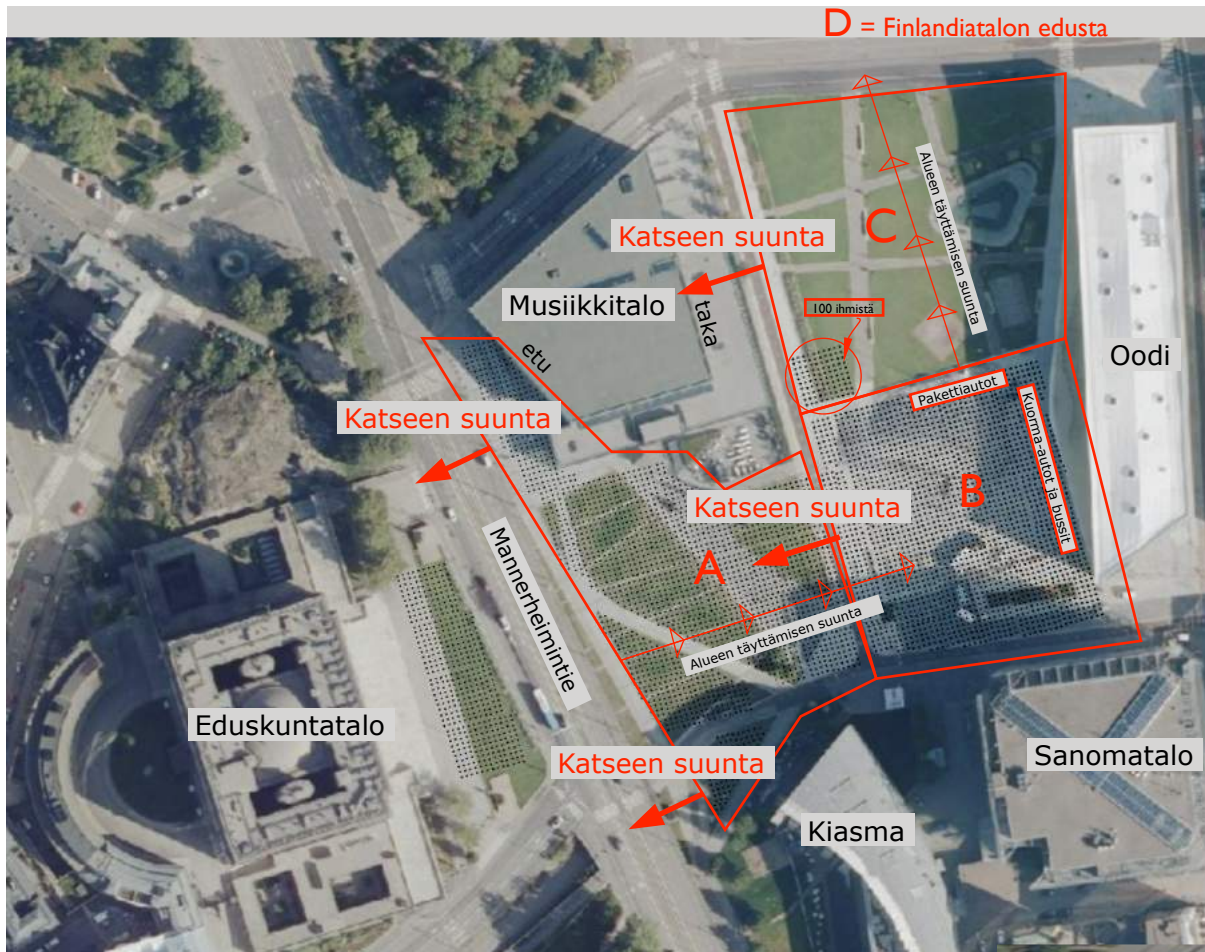 D = Finlandiatalon edusta
Alueen täyttämisen suunta
C
Katseen suunta
Musiikkitalo
taka
etu
100 ihmistä
Oodi
Pakettiautot
Kuorma-autot ja bussit
Katseen suunta
B
Katseen suunta
A
Mannerheimintie
Alueen täyttämisen suunta
Eduskuntatalo
Katseen suunta
Sanomatalo
Kiasma